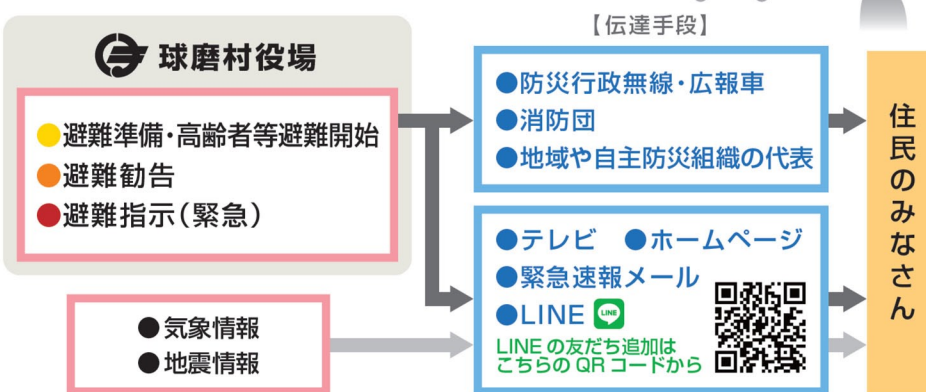 【伝達手段】
球磨村役場
●避難準備・高齢者等避難開始
●避難勧告
●避難指示(緊急)
●気象情報
●地震情報
●防災行政無線・広報車
●消防団
●地域や自主防災組織の代表
●テレビ ●ホームページ
●緊急速報メール
●LINE LINE
LINEの友だち追加は
こちらのQRコードから
住民のみなさん